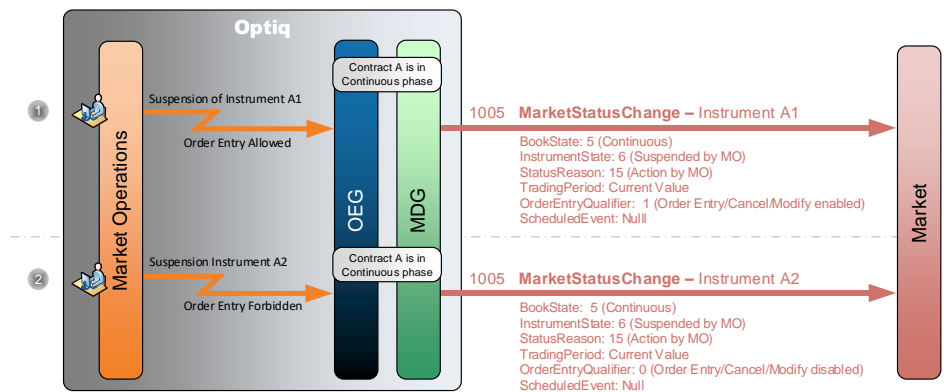 Optiq
Market Operations
OEG
MDG
Market
1
Contract A is in
Continuous phase
Suspension of Instrument A1
Order Entry Allowed
1005 MarketStatusChange – Instrument A1
BookState: 5 (Continuous)
InstrumentState: 6 (Suspended by MO)
StatusReason: 15 (Action by MO)
TradingPeriod: Current Value
OrderEntryQualifier: 1 (Order Entry/Cancel/Modify enabled)
ScheduledEvent: Null
2
Contract A is in
Continuous phase
Suspension Instrument A2
Order Entry Forbidden
1005 MarketStatusChange – Instrument A2
BookState: 5 (Continuous)
InstrumentState: 6 (Suspended by MO)
StatusReason: 15 (Action by MO)
TradingPeriod: Current Value
OrderEntryQualifier: 0 (Order Entry/Cancel/Modify disabled)
ScheduledEvent: Null